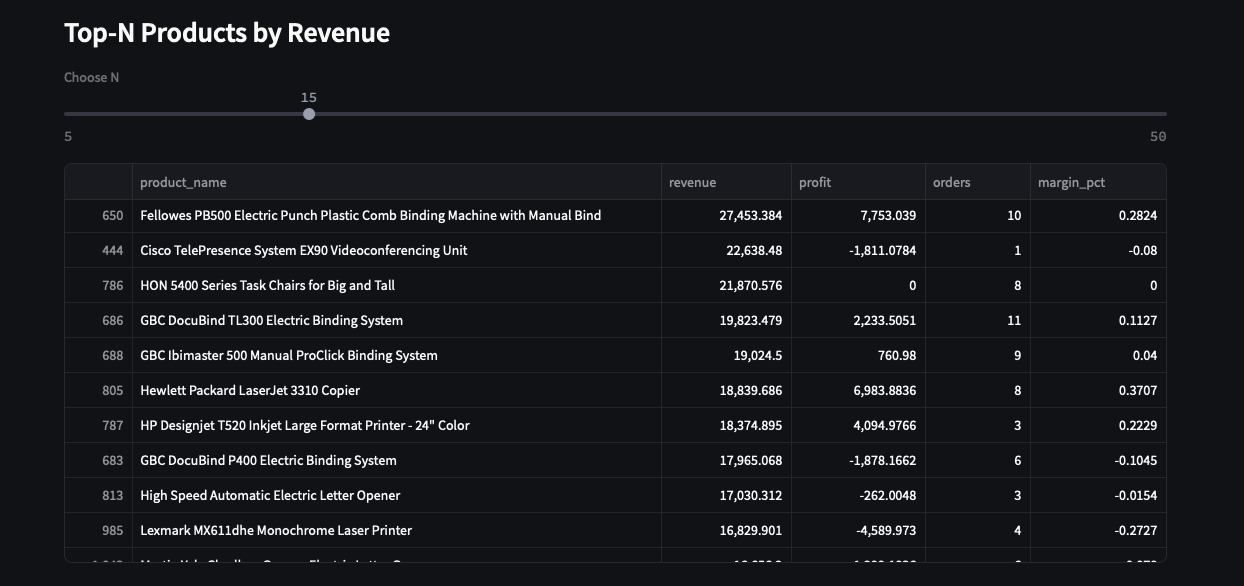 Top-N Products by Revenue
Choose N
15
5 50
product_name revenue profit orders margin_pct
650 Fellowes PB500 Electric Punch Plastic Comb Binding Machine with Manual Bind 27,453.384 7,753.039 10 0.2824
444 Cisco TelePresence System EX90 Videoconferencing Unit 22,638.48 -1,811.0784 1 -0.08
786 HON 5400 Series Task Chairs for Big and Tall 21,870.576 0 8 0
686 GBC DocuBind TL300 Electric Binding System 19,823.479 2,233.5051 11 0.1127
688 GBC Ibimaster 500 Manual ProClick Binding System 19,024.5 760.98 9 0.04
805 Hewlett Packard LaserJet 3310 Copier 18,839.686 6,983.8836 8 0.3707
787 HP Designjet T520 Inkjet Large Format Printer - 24" Color 18,374.895 4,094.9766 3 0.2229
683 GBC DocuBind P400 Electric Binding System 17,965.068 -1,878.1662 6 -0.1045
813 High Speed Automatic Electric Letter Opener 17,030.312 -262.0048 3 -0.0154
985 Lexmark MX611dhe Monochrome Laser Printer 16,829.901 -4,589.973 4 -0.2727